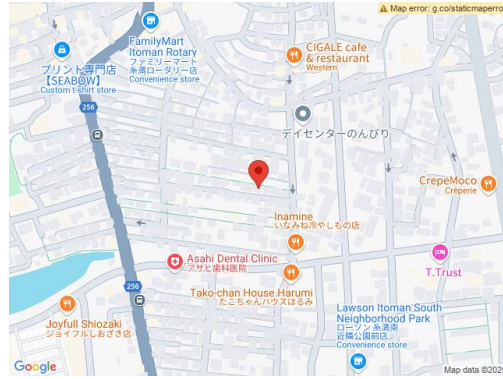 Map error: g.co/staticmaperro
FamilyMart
Itoman Rotary
ファミリーマート
糸満ロータリー店
Convenience store
CIGALE cafe
& restaurant
Western
プリント専門店
【SEABOW】
Custom t-shirt store
256
デイセンターのんびり
CrepeMoco
Crêperie
Inamine
いなみね冷やしもの店
Asahi Dental Clinic
アサヒ歯科医院
T.Trust
256
Tako-chan House Harumi
たこちゃんハウスはるみ
Joyfull Shiozaki
ジョイフルしおざき店
Lawson Itoman South
Neighborhood Park
ローソン 糸満南
近隣公園前店
Convenience store
Google
Map data ©202